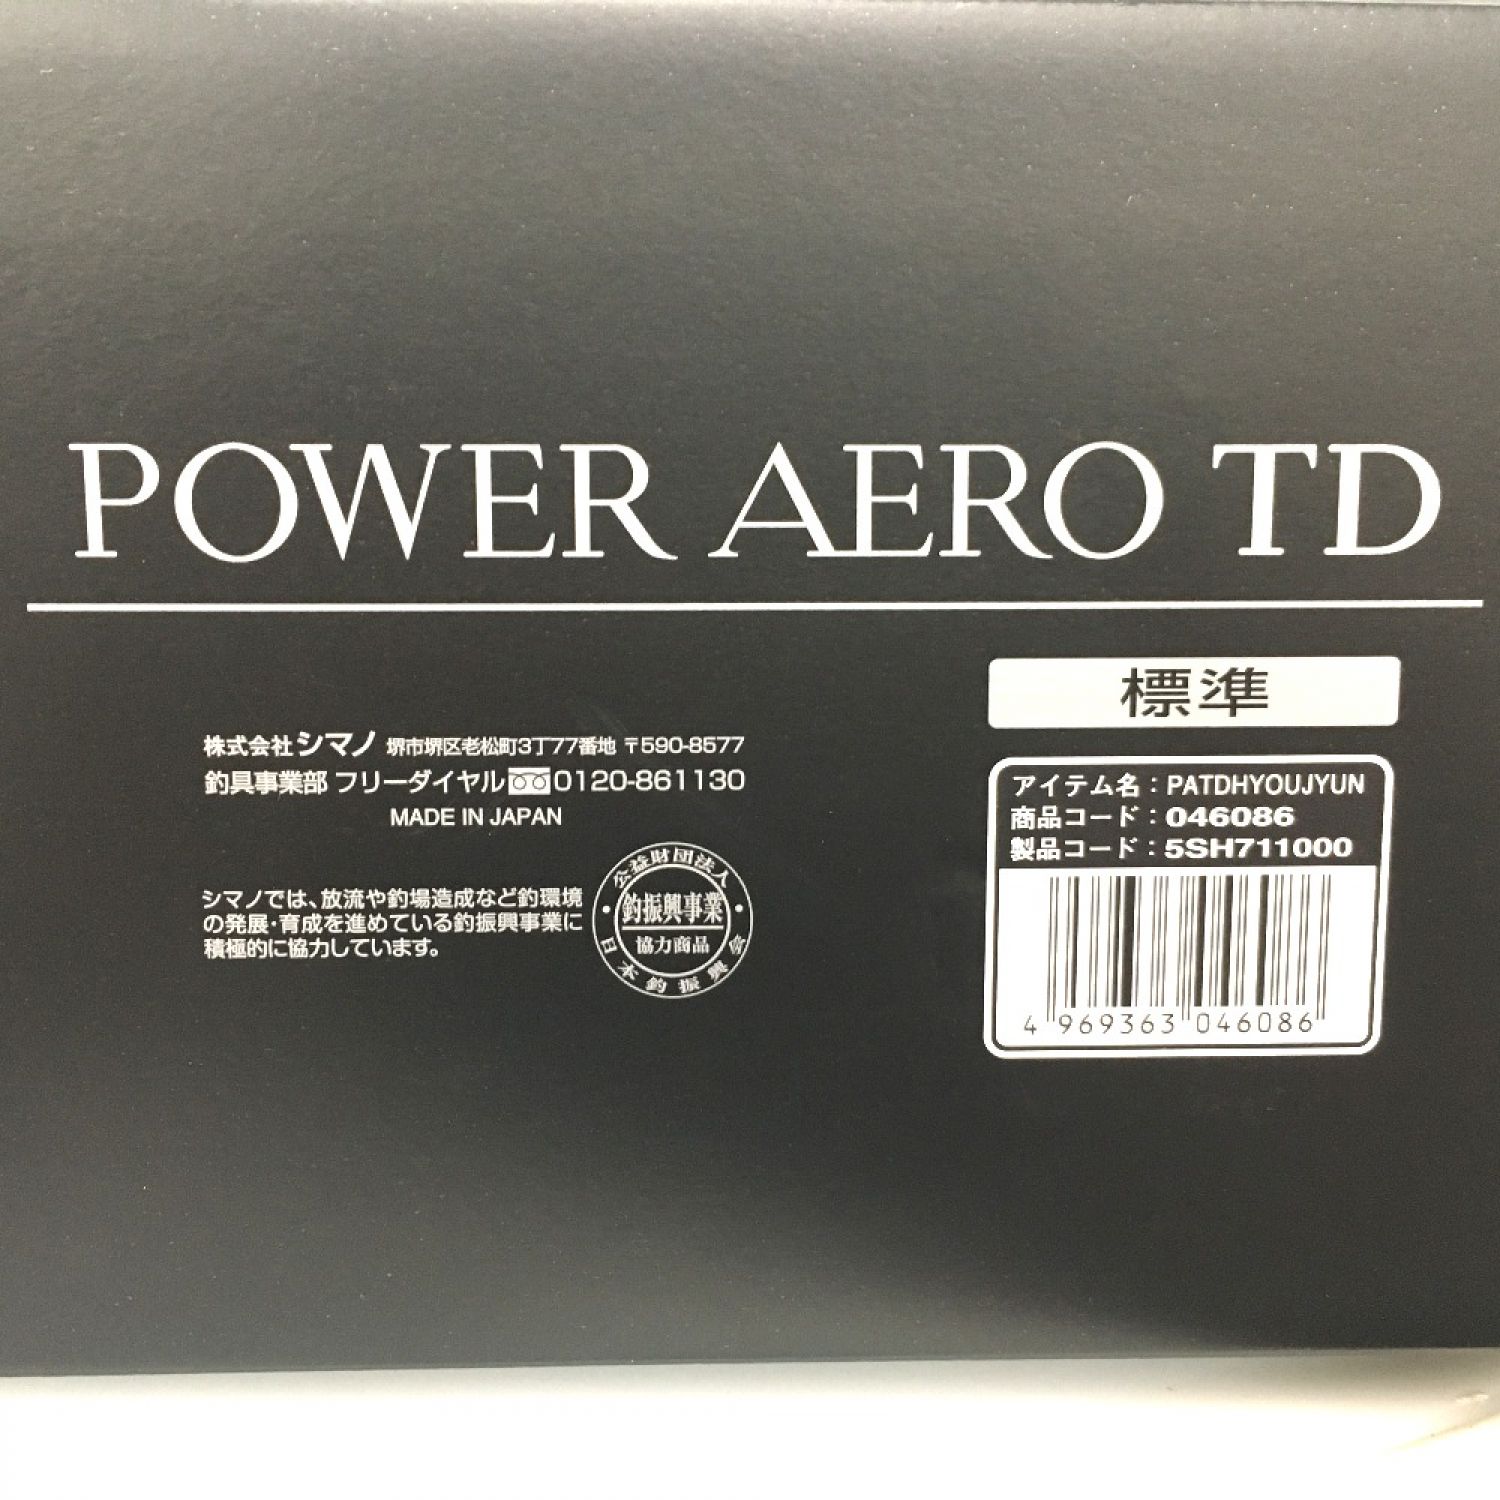 POWER AERO TD
標準
株式会社シマノ 堺市堺区老松町3丁77番地 〒590-8577
釣具事業部 フリーダイヤル 0120-861130
MADE IN JAPAN
シマノでは、放流や釣場造成など釣環境
の発展・育成を進めている釣振興事業に
積極的に協力しています。
公益財団法人
釣振興事業
協力商品
日本釣振興会
アイテム名：PATDHYOUJYUN
商品コード：046086
製品コード：5SH711000
4 969363 046086